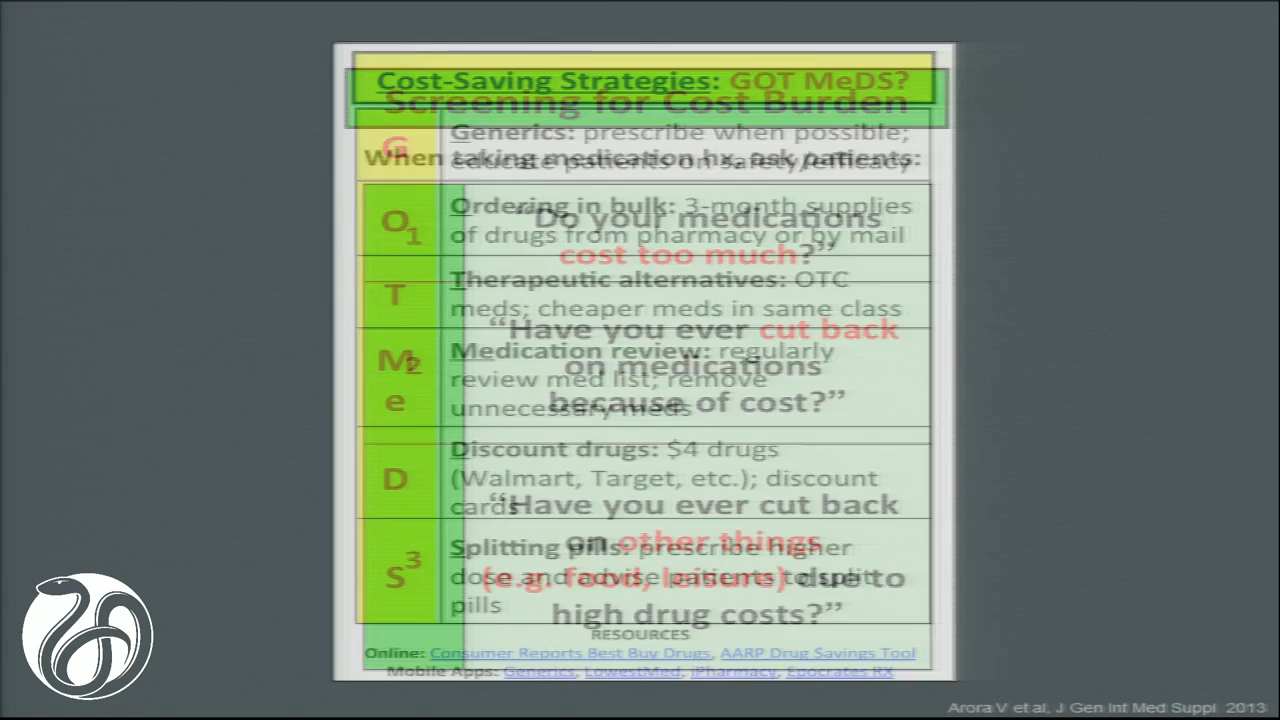 Cost-Saving Strategies: GOT MeDS?
G
Generics: prescribe when possible;
educate patients on safety/efficacy
O
Ordering in bulk: 3-month supplies
of drugs from pharmacy or by mail
T
Therapeutic alternatives: OTC
meds; cheaper meds in same class
M
e
Medication review: regularly
review med list; remove
unnecessary meds
D
Discount drugs: $4 drugs
(Walmart, Target, etc.); discount
cards
S
Splitting pills: prescribe higher
dose and advise patients to split
pills
RESOURCES
Online: Consumer Reports Best Buy Drugs, AARP Drug $avings Tool
Mobile Apps: Generics, LowestMed, iPharmacy, Epocrates RX
Screening for Cost Burden
When taking medication hx, ask patients:
1
“Do your medications
cost too much?”
2
“Have you ever cut back
on medications
because of cost?”
3
“Have you ever cut back
on other things
(e.g. food, leisure) due to
high drug costs?”
Arora V et al, J Gen Int Med Suppl 2013